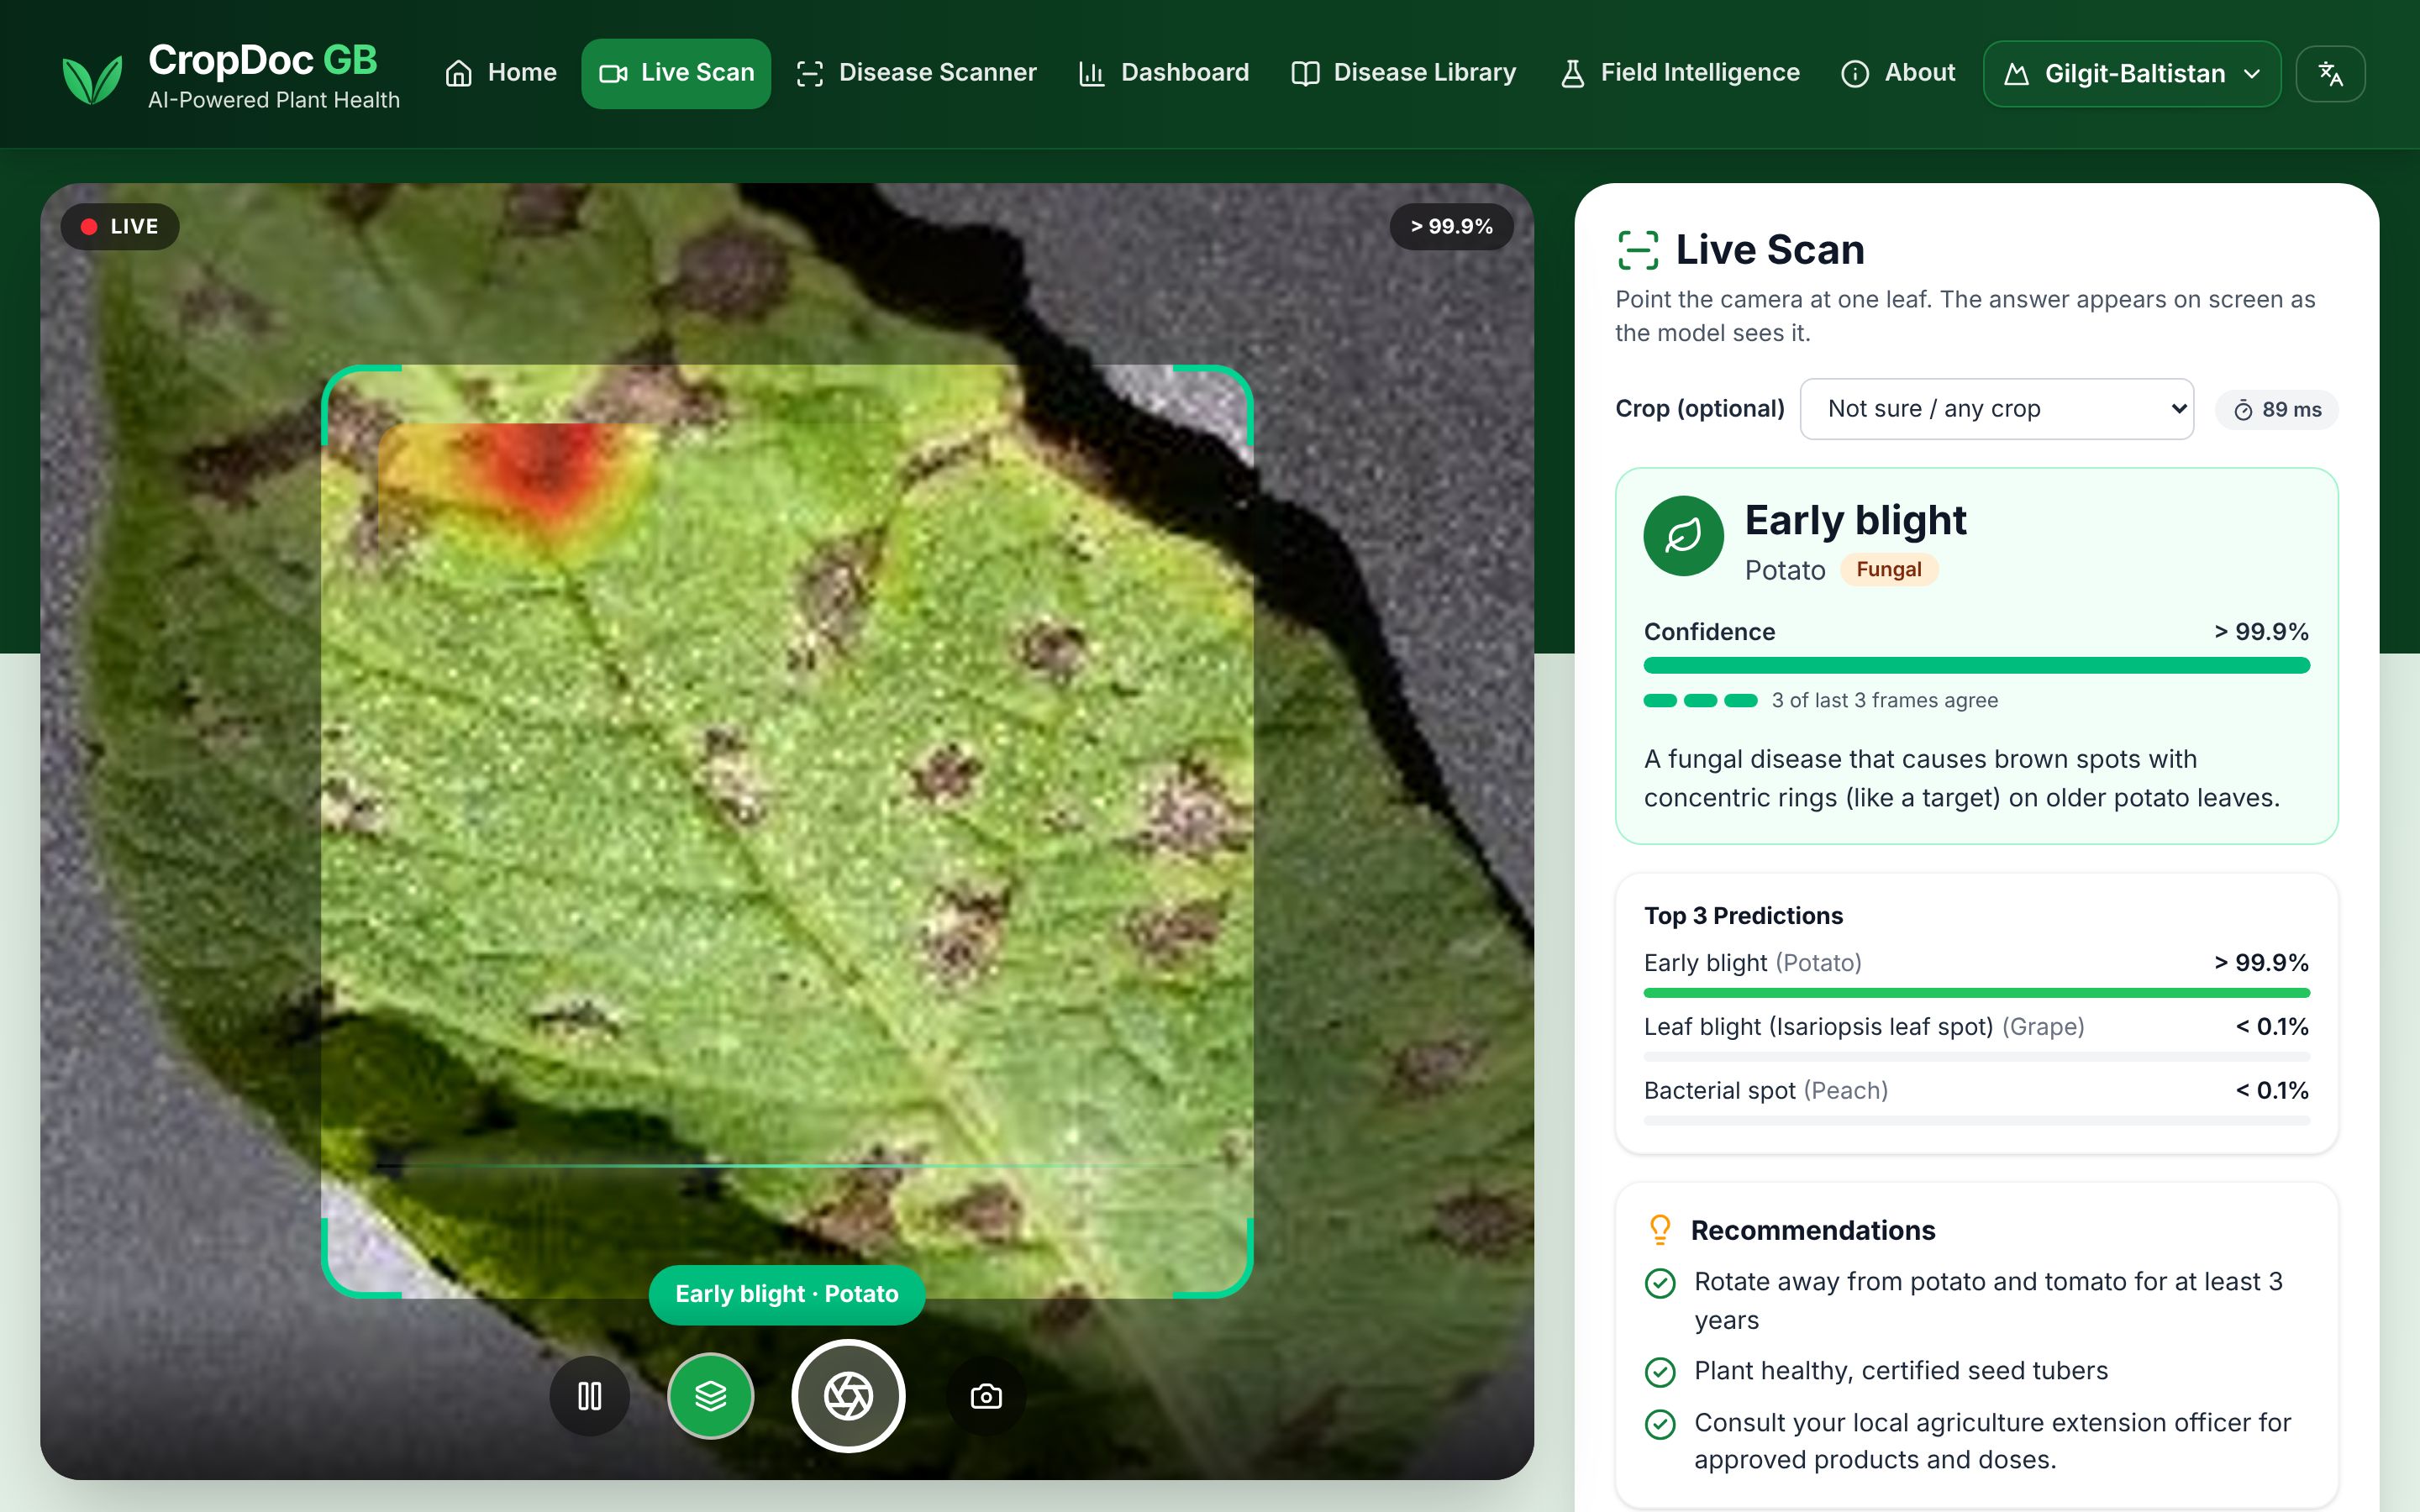 CropDoc GB
AI-Powered Plant Health
Home
Live Scan
Disease Scanner
Dashboard
Disease Library
Field Intelligence
About
Gilgit-Baltistan
LIVE
> 99.9%
Early blight · Potato
Live Scan
Point the camera at one leaf. The answer appears on screen as
the model sees it.
Crop (optional)
Not sure / any crop
89 ms
Early blight
Potato
Fungal
Confidence
> 99.9%
3 of last 3 frames agree
A fungal disease that causes brown spots with
concentric rings (like a target) on older potato leaves.
Top 3 Predictions
Early blight (Potato)
> 99.9%
Leaf blight (Isariopsis leaf spot) (Grape)
< 0.1%
Bacterial spot (Peach)
< 0.1%
Recommendations
Rotate away from potato and tomato for at least 3
years
Plant healthy, certified seed tubers
Consult your local agriculture extension officer for
approved products and doses.